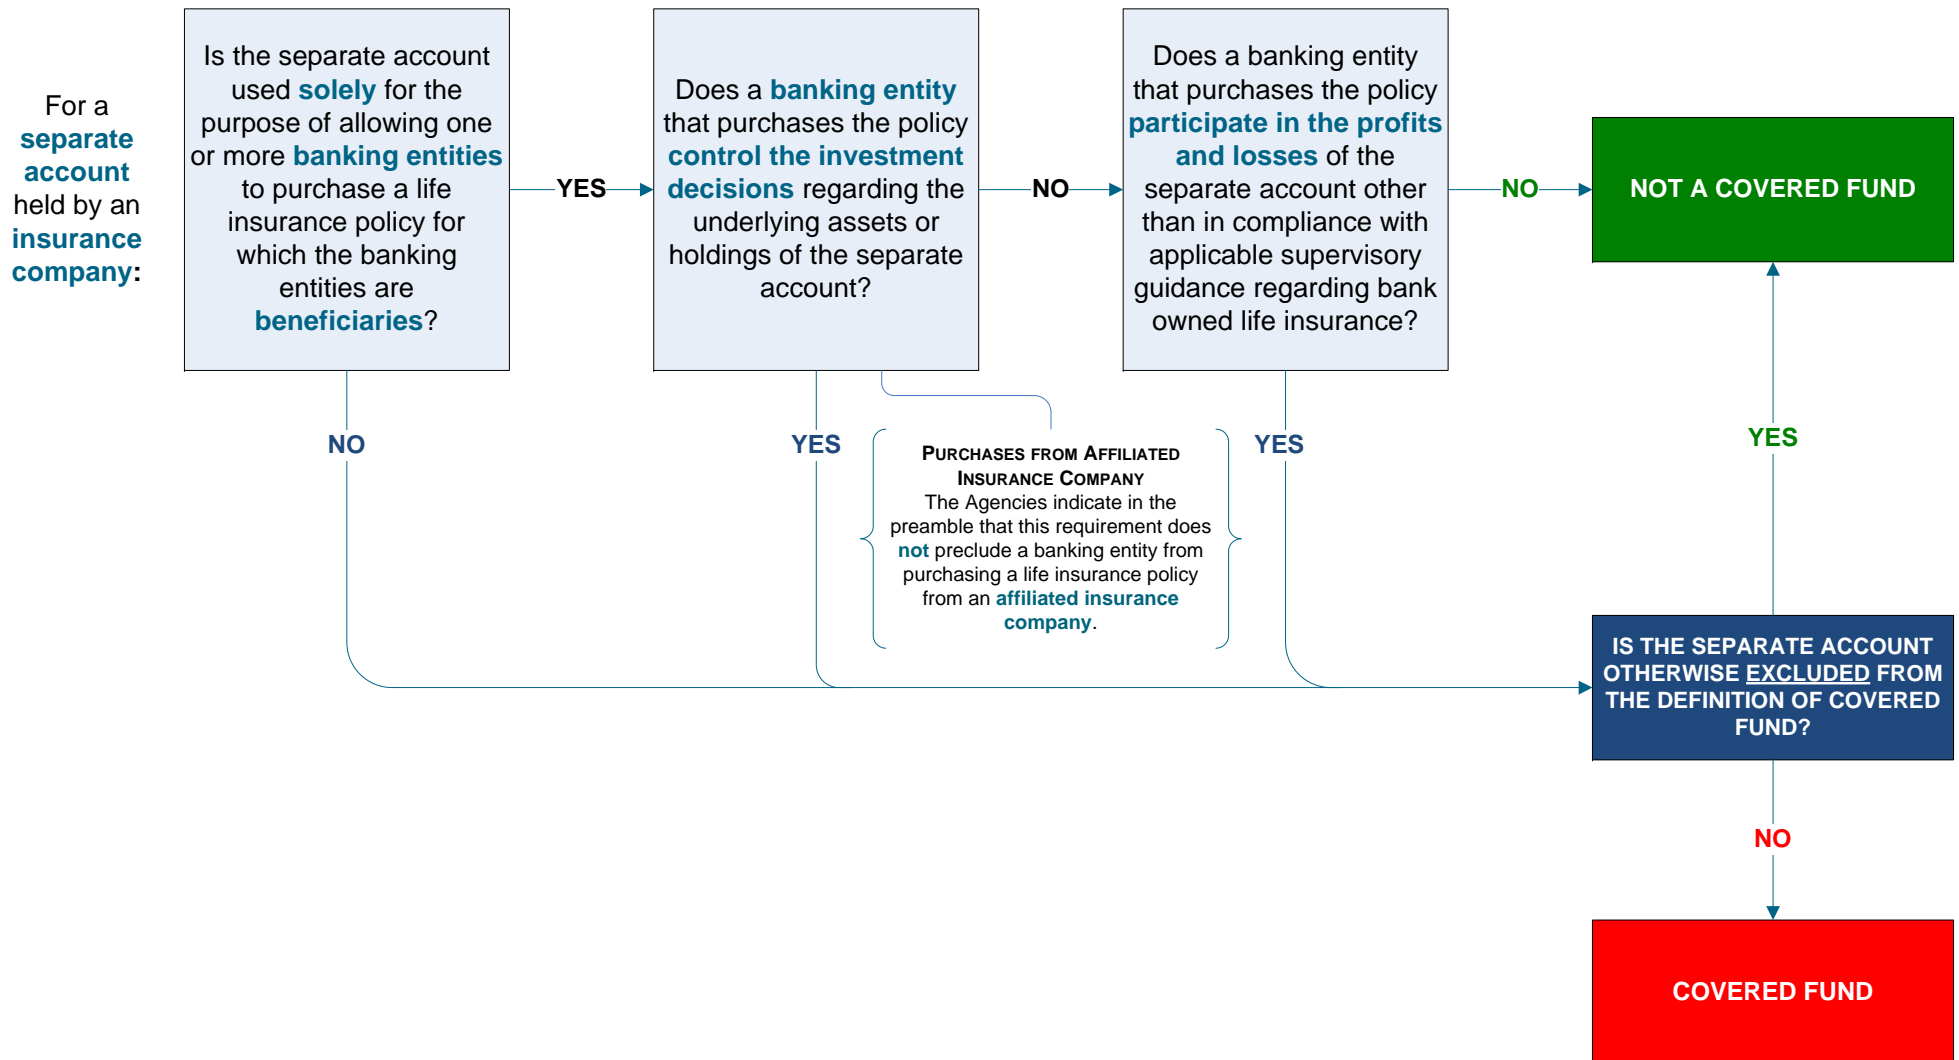 For a
separate
account
held by an
insurance
company:
Is the separate account
used solely for the
purpose of allowing one
or more banking entities
to purchase a life
insurance policy for
which the banking
entities are
beneficiaries?
YES
Does a banking entity
that purchases the policy
control the investment
decisions regarding the
underlying assets or
holdings of the separate
account?
NO
Does a banking entity
that purchases the policy
participate in the profits
and losses of the
separate account other
than in compliance with
applicable supervisory
guidance regarding bank
owned life insurance?
NO
NOT A COVERED FUND
NO
YES
PURCHASES FROM AFFILIATED
INSURANCE COMPANY
The Agencies indicate in the
preamble that this requirement does
not preclude a banking entity from
purchasing a life insurance policy
from an affiliated insurance
company.
YES
YES
IS THE SEPARATE ACCOUNT
OTHERWISE EXCLUDED FROM
THE DEFINITION OF COVERED
FUND?
NO
COVERED FUND